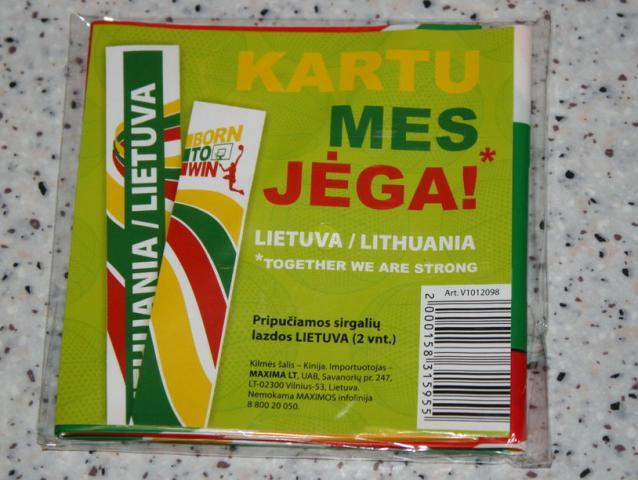 KARTU
MES
JĖGA!*
LIETUVA / LITHUANIA
*TOGETHER WE ARE STRONG
/ LIETUVA
BORN
TO
WIN
Pripučiamos sirgalių
lazdos LIETUVA (2 vnt.)
Kilmės šalis – Kinija. Importuotojas –
MAXIMA LT, UAB, Savanorių pr. 247,
LT-02300 Vilnius-53, Lietuva.
Nemokama MAXIMOS infolinija
8 800 20 050.
Art. V1012098
2000158315955